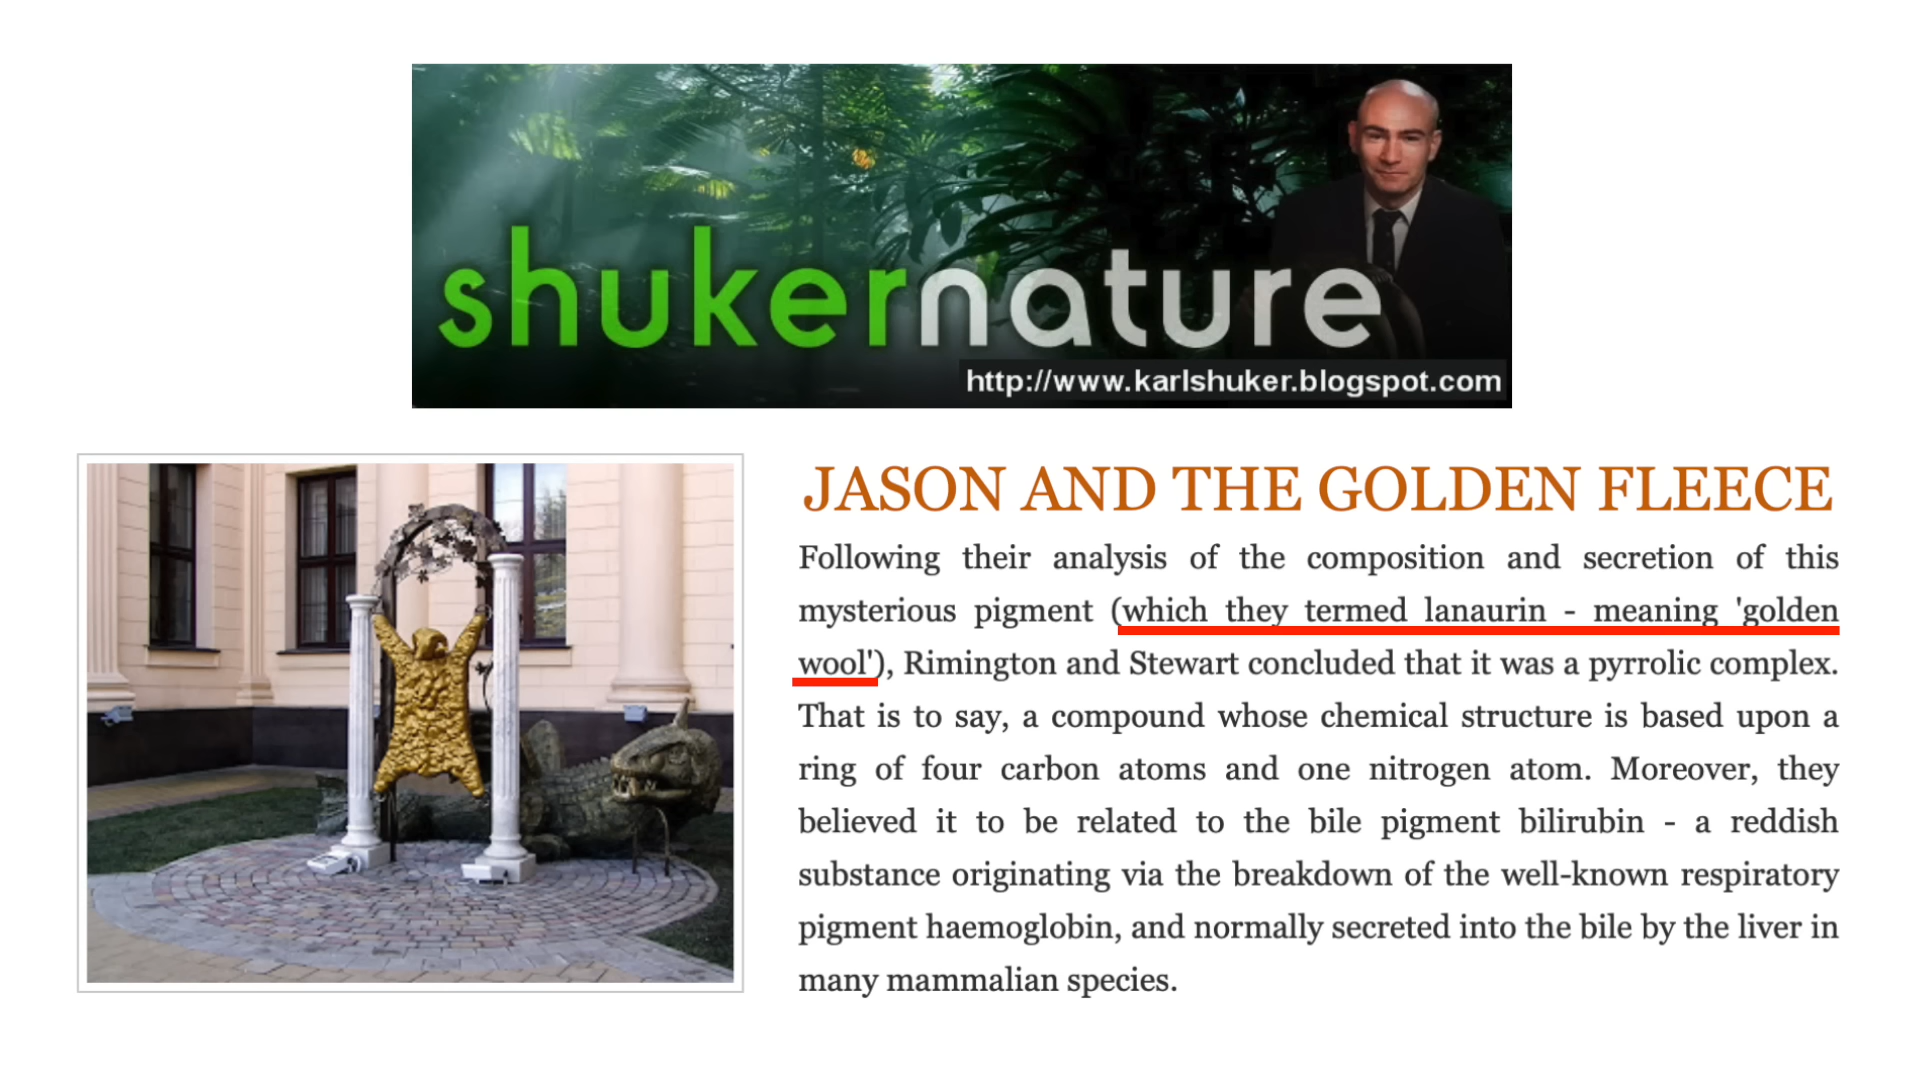 shukernature
http://www.karlshuker.blogspot.com
JASON AND THE GOLDEN FLEECE
Following their analysis of the composition and secretion of this
mysterious pigment (which they termed lanaurin - meaning 'golden
wool'), Rimington and Stewart concluded that it was a pyrrolic complex.
That is to say, a compound whose chemical structure is based upon a
ring of four carbon atoms and one nitrogen atom. Moreover, they
believed it to be related to the bile pigment bilirubin - a reddish
substance originating via the breakdown of the well-known respiratory
pigment haemoglobin, and normally secreted into the bile by the liver in
many mammalian species.